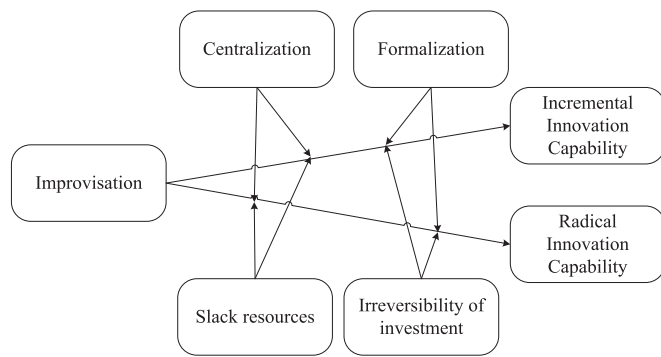 Centralization
Formalization
Incremental
Innovation
Capability
Improvisation
Radical
Innovation
Capability
Slack resources
Irreversibility of
investment